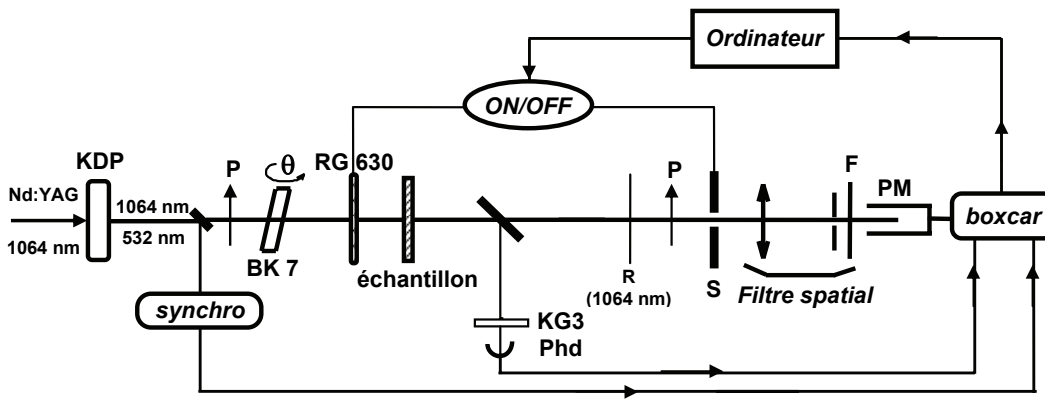 Ordinateur
ON/OFF
KDP
P
θ
RG 630
F
PM
Nd:YAG
1064 nm
1064 nm
532 nm
P
boxcar
BK 7
échantillon
R
(1064 nm)
S
Filtre spatial
synchro
KG3
Phd